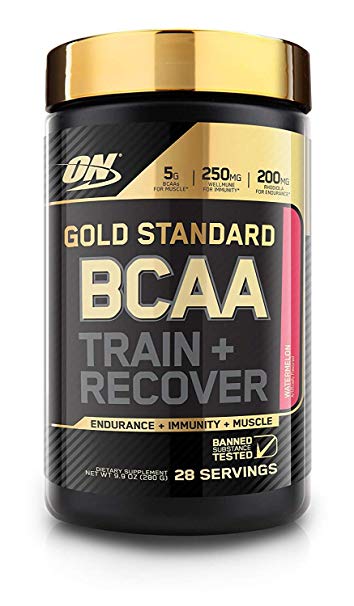 ON
5G
BCAAs
FOR MUSCLE*
250MG
WELLMUNE
FOR IMMUNITY*
200MG
RHODIOLA
FOR ENDURANCE*
GOLD STANDARD
BCAA
TRAIN +
RECOVER
WATERMELON
ENDURANCE + IMMUNITY + MUSCLE
BANNED
SUBSTANCE
TESTED
DIETARY SUPPLEMENT
NET WT 9.9 OZ (280 G)
28 SERVINGS